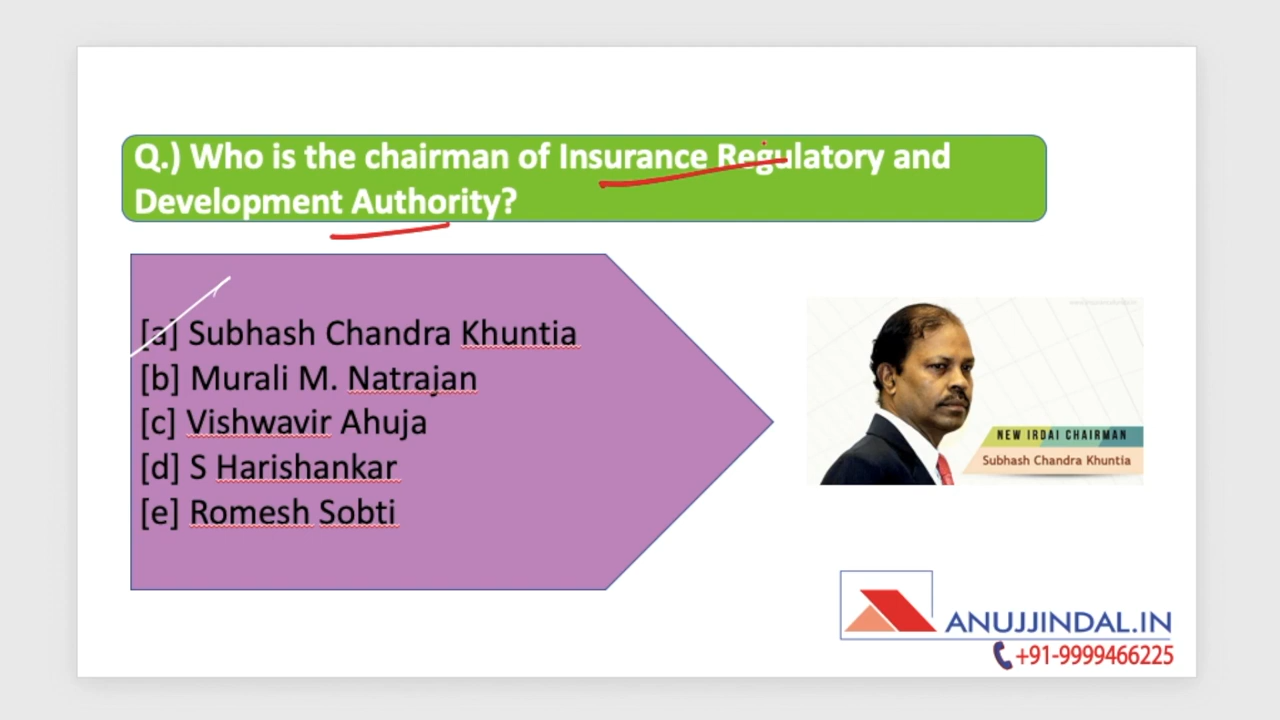 Q.) Who is the chairman of Insurance Regulatory and
Development Authority?
[a] Subhash Chandra Khuntia
[b] Murali M. Natrajan
[c] Vishwavir Ahuja
[d] S Harishankar
[e] Romesh Sobti
NEW IRDAI CHAIRMAN
Subhash Chandra Khuntia
ANUJJINDAL.IN
+91-9999466225